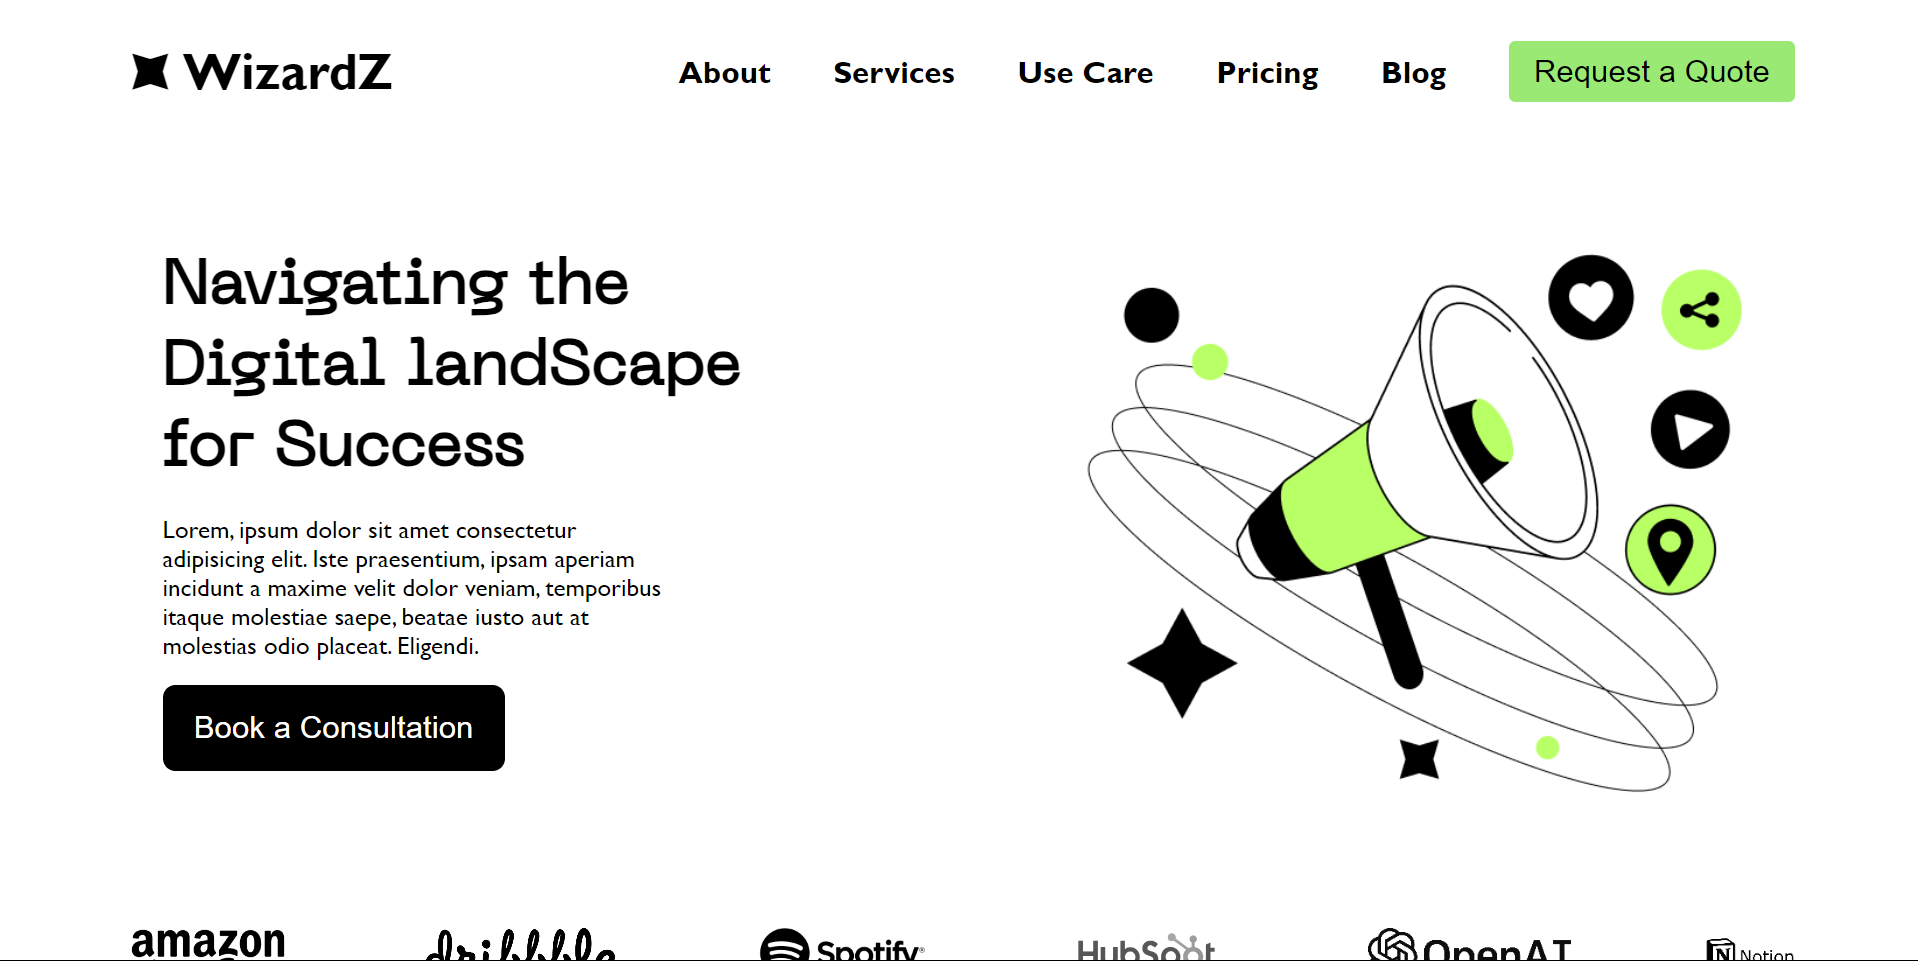 WizardZ
About Services Use Care Pricing Blog Request a Quote
Navigating the
Digital landScape
for Success
Lorem, ipsum dolor sit amet consectetur
adipisicing elit. Iste praesentium, ipsam aperiam
incidunt a maxime velit dolor veniam, temporibus
itaque molestiae saepe, beatae iusto aut at
molestias odio placeat. Eligendi.
Book a Consultation
amazon dribbble Spotify HubSpot OpenAI Notion